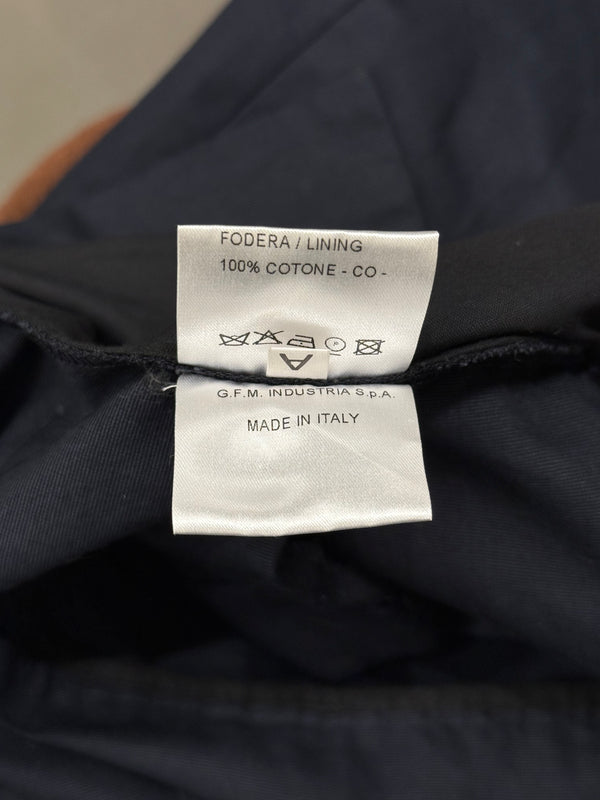 FODERA / LINING
100% COTONE - CO -
A
G.F.M. INDUSTRIA S.p.A.
MADE IN ITALY